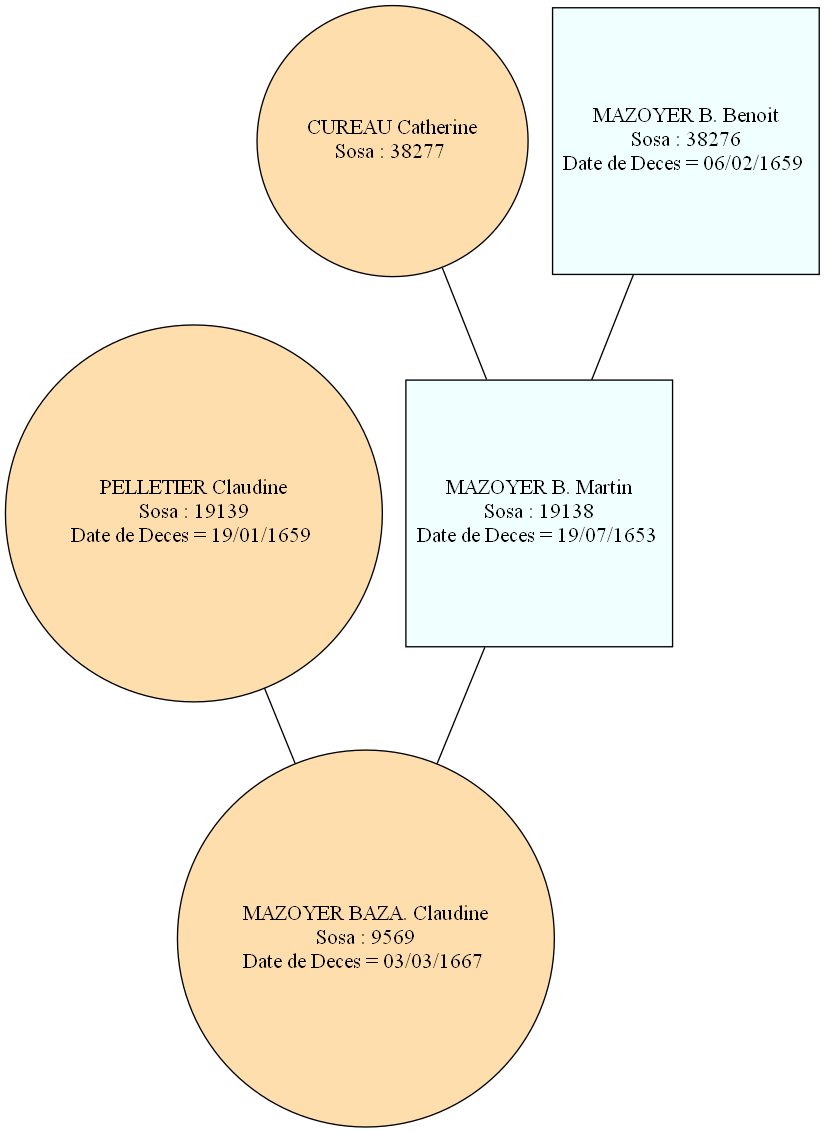 CUREAU Catherine
Sosa : 38277
MAZOYER B. Benoit
Sosa : 38276
Date de Deces = 06/02/1659
PELLETIER Claudine
Sosa : 19139
Date de Deces = 19/01/1659
MAZOYER B. Martin
Sosa : 19138
Date de Deces = 19/07/1653
MAZOYER BAZA. Claudine
Sosa : 9569
Date de Deces = 03/03/1667